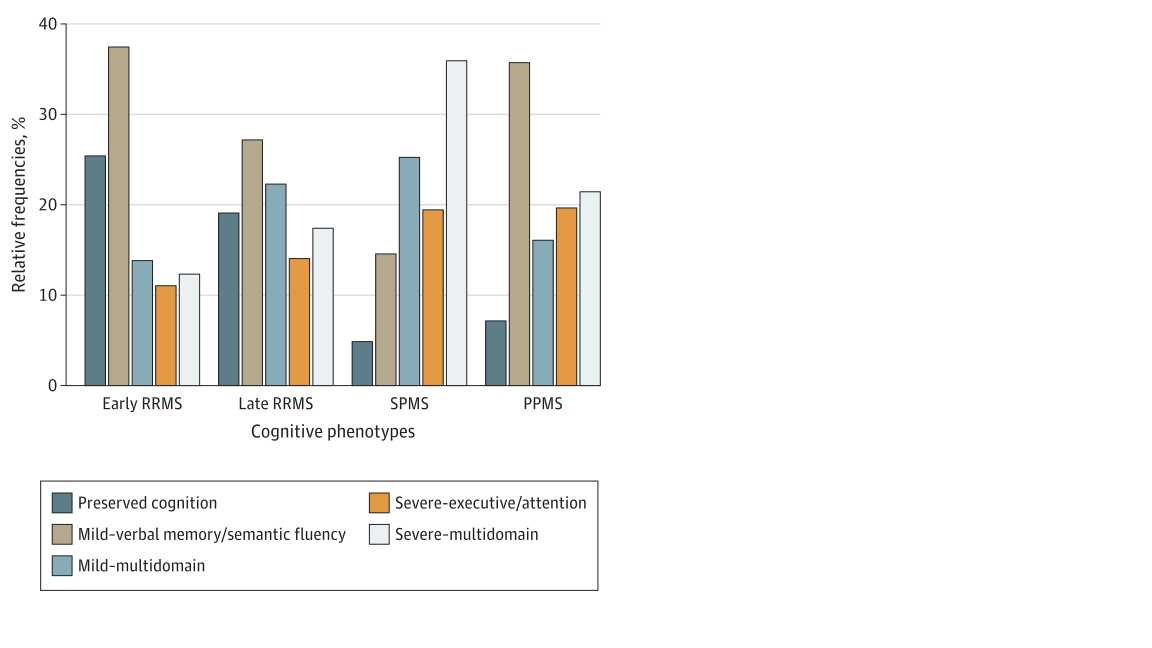 40
30
20
10
0
Relative frequencies, %
Early RRMS
Late RRMS
SPMS
PPMS
Cognitive phenotypes
Preserved cognition
Mild-verbal memory/semantic fluency
Mild-multidomain
Severe-executive/attention
Severe-multidomain